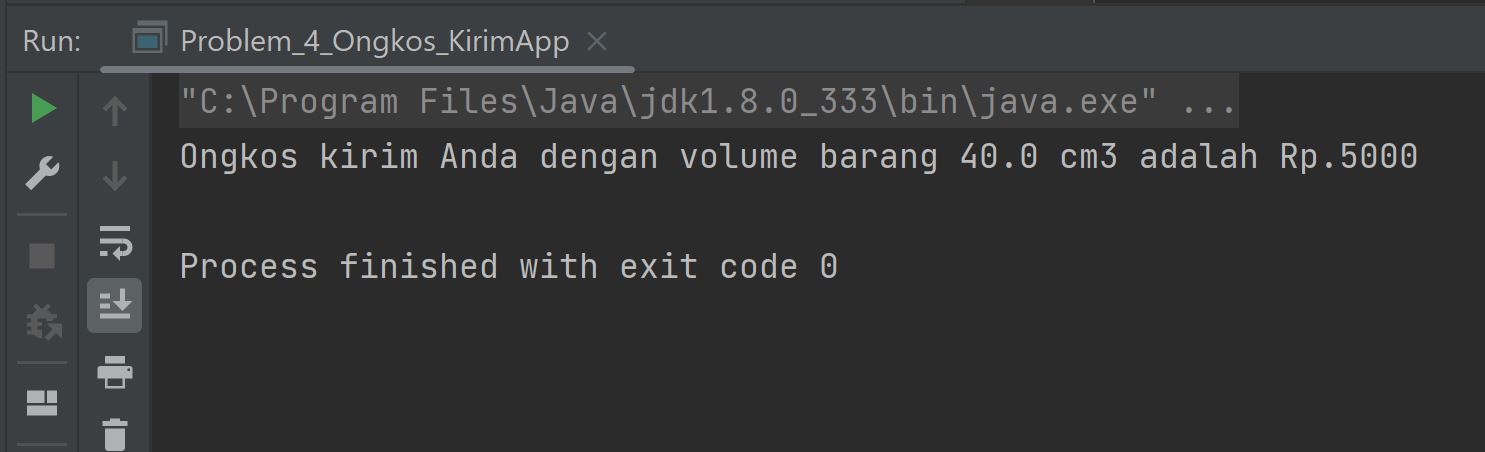 Run: Problem_4_Ongkos_KirimApp
"C:\Program Files\Java\jdk1.8.0_333\bin\java.exe" ...
Ongkos kirim Anda dengan volume barang 40.0 cm3 adalah Rp.5000
Process finished with exit code 0